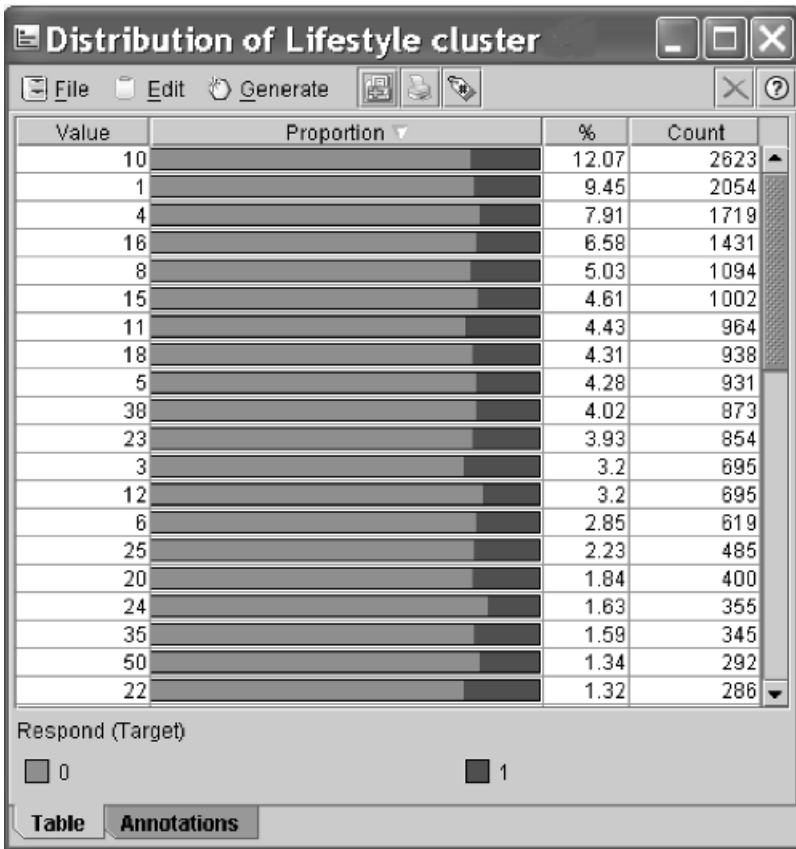 Distribution of Lifestyle cluster
File Edit Generate
Value Proportion % Count
10 12.07 2623
1 9.45 2054
4 7.91 1719
16 6.58 1431
8 5.03 1094
15 4.61 1002
11 4.43 964
18 4.31 938
5 4.28 931
38 4.02 873
23 3.93 854
3 3.2 695
12 3.2 695
6 2.85 619
25 2.23 485
20 1.84 400
24 1.63 355
35 1.59 345
50 1.34 292
22 1.32 286
Respond (Target)
0 1
Table Annotations